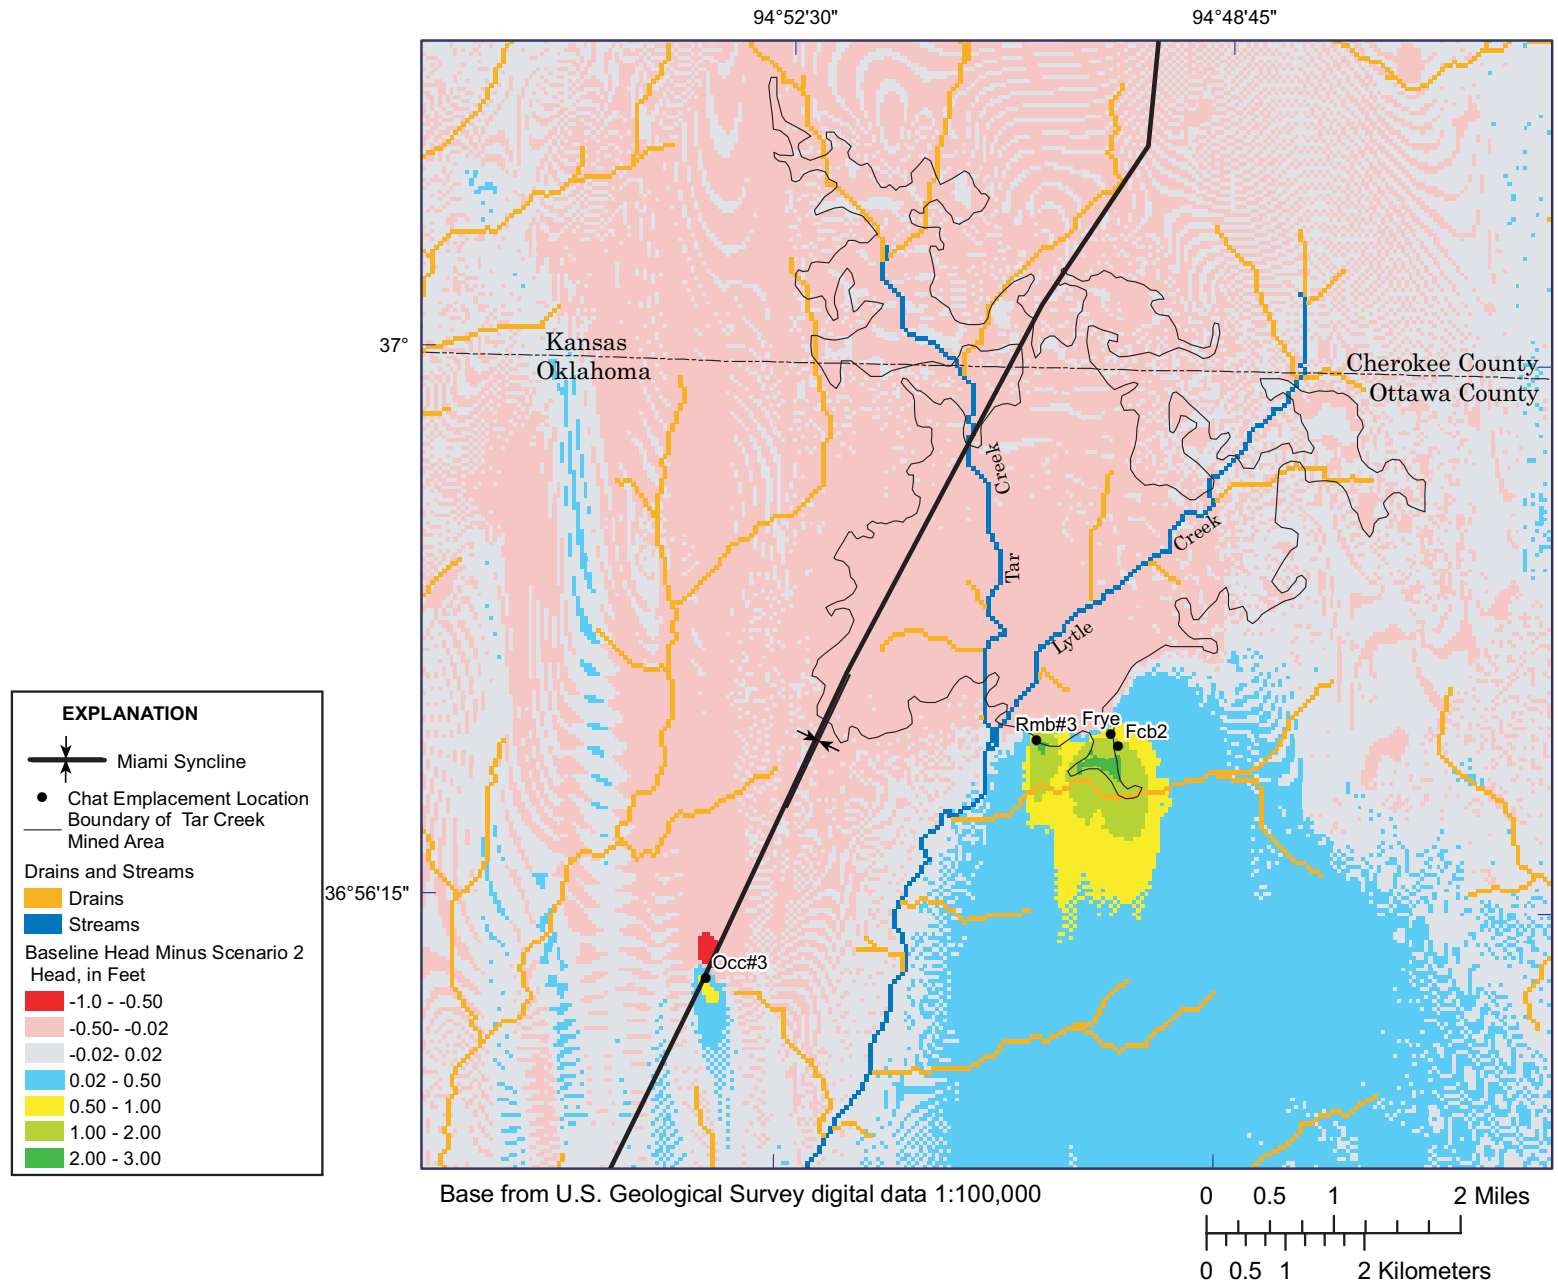 94°52'30"
94°48'45"
37°
Kansas
Oklahoma
Cherokee County
Ottawa County
Creek
Tar
Creek
Lytle
Rmb#3
Frye
Fcb2
36°56'15"
Occ#3
EXPLANATION
Miami Syncline
Chat Emplacement Location
Boundary of Tar Creek
Mined Area
Drains and Streams
Drains
Streams
Baseline Head Minus Scenario 2
Head, in Feet
-1.0 - -0.50
-0.50- -0.02
-0.02- 0.02
0.02 - 0.50
0.50 - 1.00
1.00 - 2.00
2.00 - 3.00
Base from U.S. Geological Survey digital data 1:100,000
0 0.5 1 2 Miles
0 0.5 1 2 Kilometers